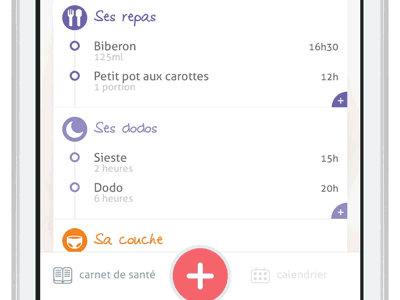 Ses repas
Biberon 16h30
125ml
Petit pot aux carottes 12h
1 portion
Ses dodos
Sieste 15h
2 heures
Dodo 20h
6 heures
Sa couche
carnet de santé
calendrier